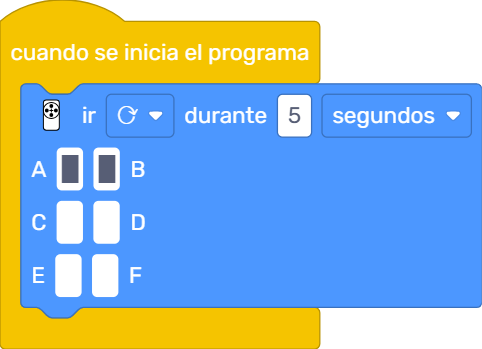 cuando se inicia el programa
ir durante 5 segundos
A B
C D
E F